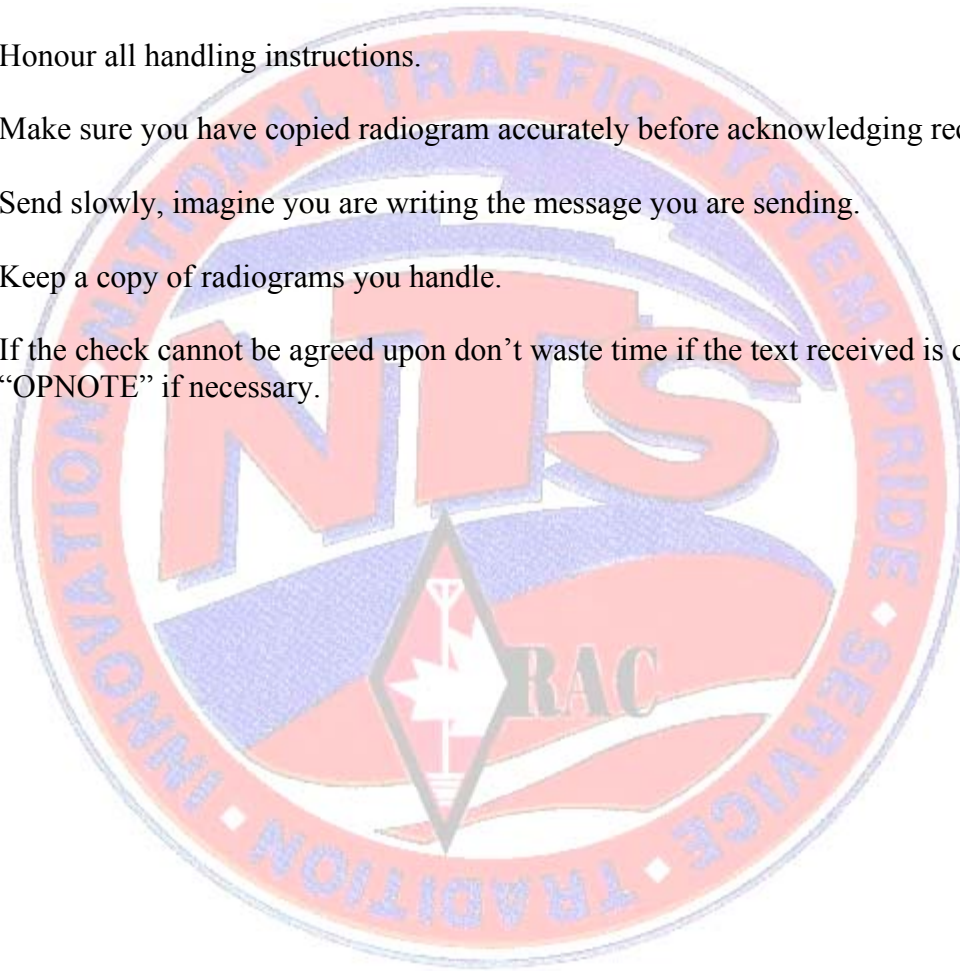 Honour all handling instructions.
Make sure you have copied radiogram accurately before acknowledging
Send slowly, imagine you are writing the message you are sending.
Keep a copy of radiograms you handle.
If the check cannot be agreed upon don’t waste time if the text received is
“OPNOTE” if necessary.
NATIONAL TRAFFIC SYSTEM • PRIDE • SERVICE • TRADITION • INNOVATION •
NTS
RAC